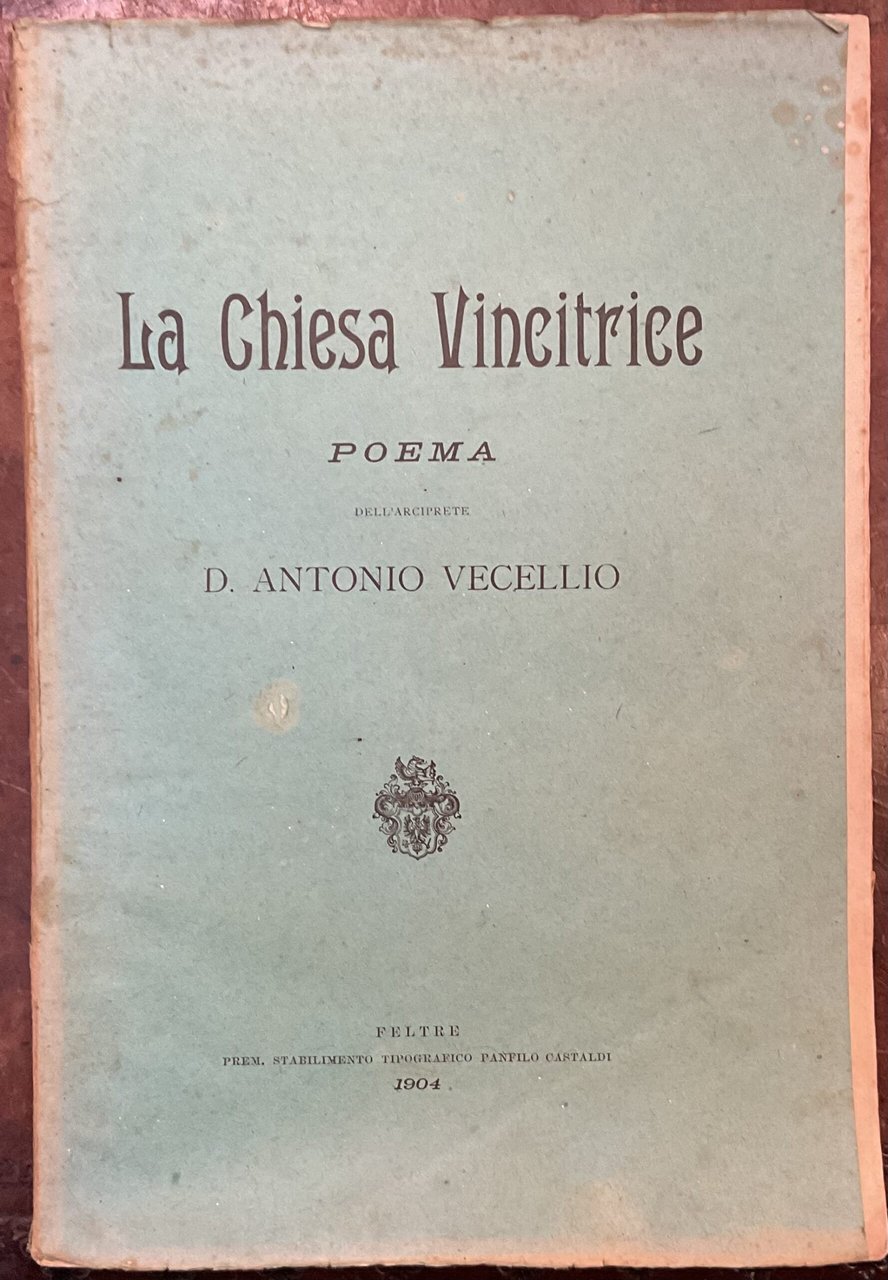 La Chiesa Vincitrice
POEMA
DELL'ARCIPRETE
D. ANTONIO VECELLIO
FELTRE
PREM. STABILIMENTO TIPOGRAFICO PANFILO CASTALDI
1904